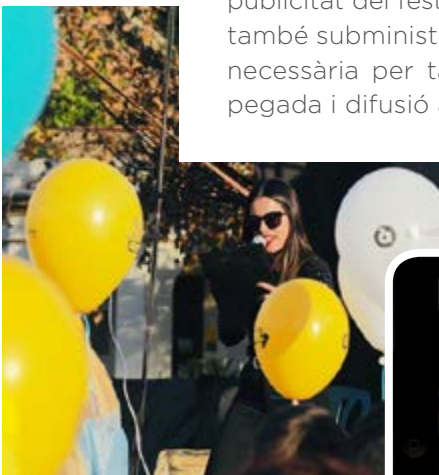 publicitat del fest
també subminist
necessària per ta
pegada i difusió a